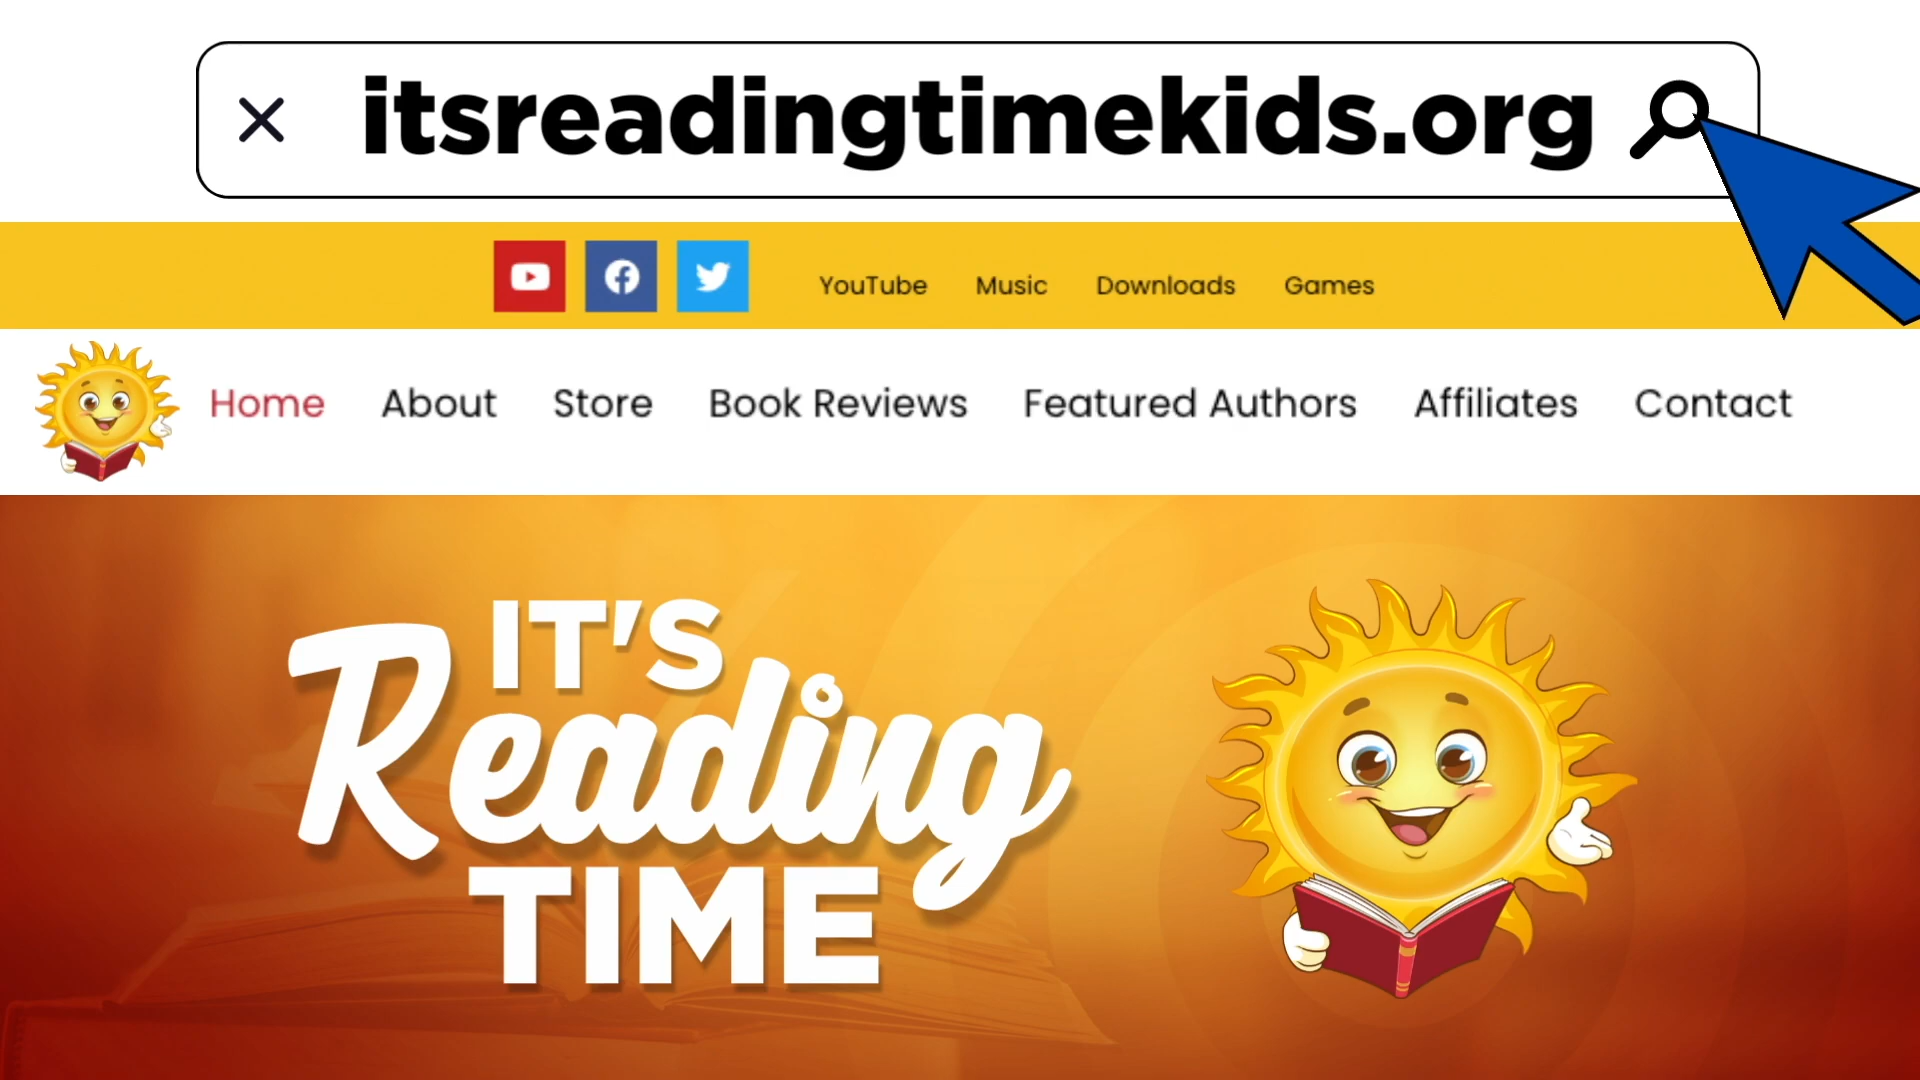 itsreadingtimekids.org
YouTube Music Downloads Games
Home About Store Book Reviews Featured Authors Affiliates Contact
IT'S
Reading
TIME